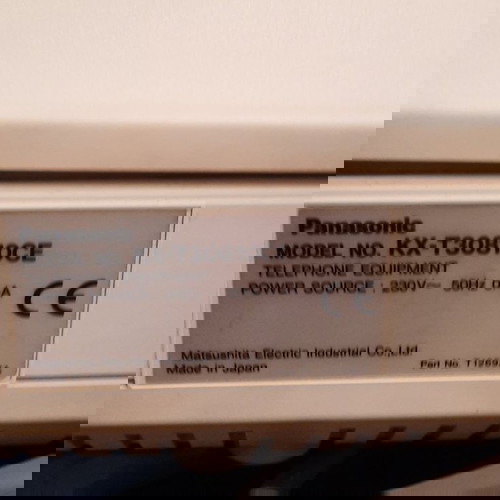 Panasonic
MODEL NO.
TELEPHONE EQUIPMENT
POWER SOURCE : 230V~ 50Hz
CE
Matsushita Electric Industrial Co., Ltd.
Made in Japan
Part No.